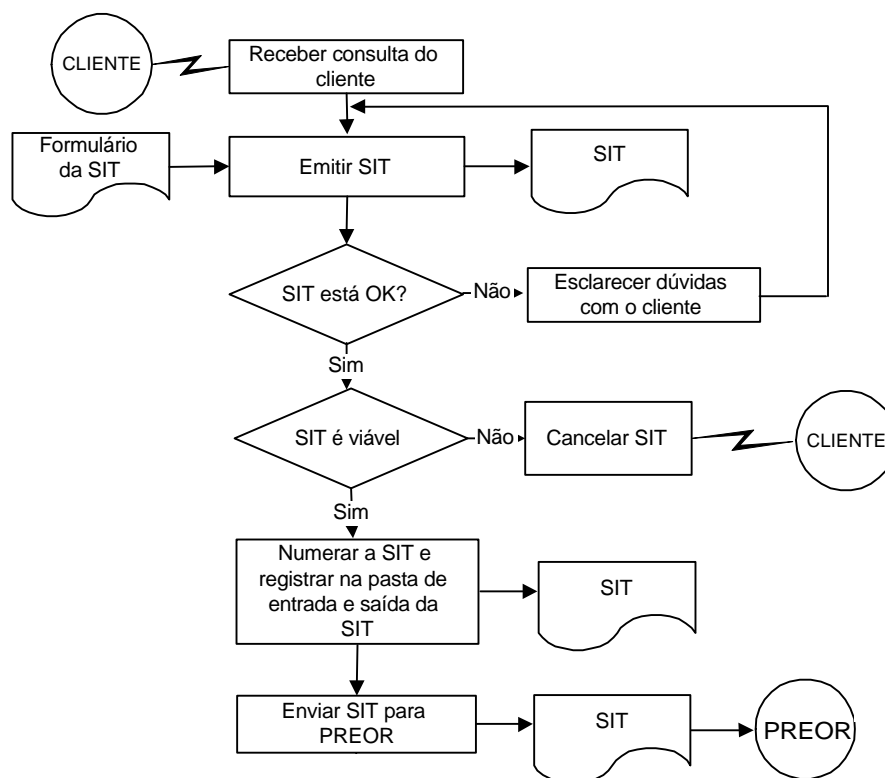 CLIENTE
Receber consulta do
cliente
Formulário
da SIT
Emitir SIT
SIT
SIT está OK?
Não
Esclarecer dúvidas
com o cliente
Sim
SIT é viável
Não
Cancelar SIT
CLIENTE
Sim
Numerar a SIT e
registrar na pasta de
entrada e saída da
SIT
SIT
Enviar SIT para
PREOR
SIT
PREOR